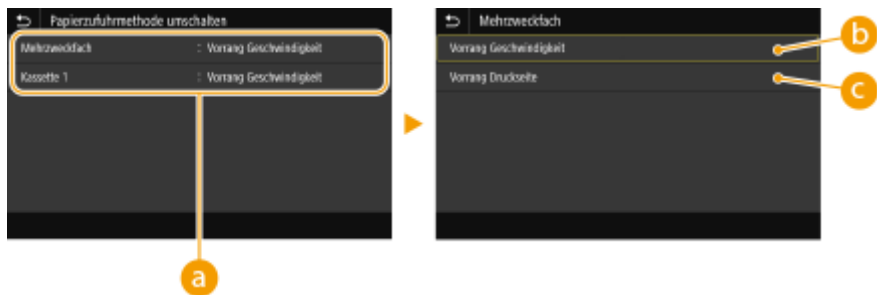 Papierzufuhrmethode umschalten
Mehrzweckfach : Vorrang Geschwindigkeit
Kassette 1 : Vorrang Geschwindigkeit
a
Mehrzweckfach
Vorrang Geschwindigkeit
b
Vorrang Druckseite
c